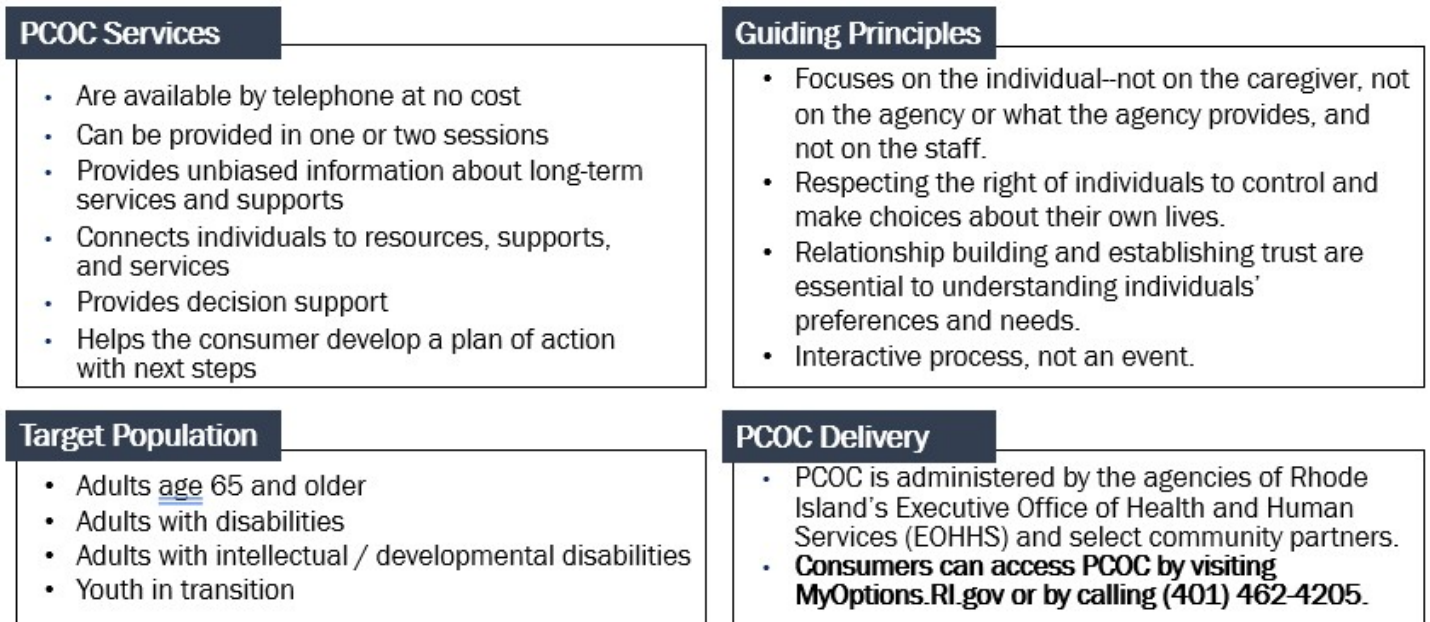 PCOC Services
• Are available by telephone at no cost
• Can be provided in one or two sessions
• Provides unbiased information about long-term
services and supports
• Connects individuals to resources, supports,
and services
• Provides decision support
• Helps the consumer develop a plan of action
with next steps
Guiding Principles
• Focuses on the individual--not on the caregiver, not
on the agency or what the agency provides, and
not on the staff.
• Respecting the right of individuals to control and
make choices about their own lives.
• Relationship building and establishing trust are
essential to understanding individuals’
preferences and needs.
• Interactive process, not an event.
Target Population
• Adults age 65 and older
• Adults with disabilities
• Adults with intellectual / developmental disabilities
• Youth in transition
PCOC Delivery
• PCOC is administered by the agencies of Rhode
Island’s Executive Office of Health and Human
Services (EOHHS) and select community partners.
• Consumers can access PCOC by visiting
MyOptions.RI.gov or by calling (401) 462-4205.